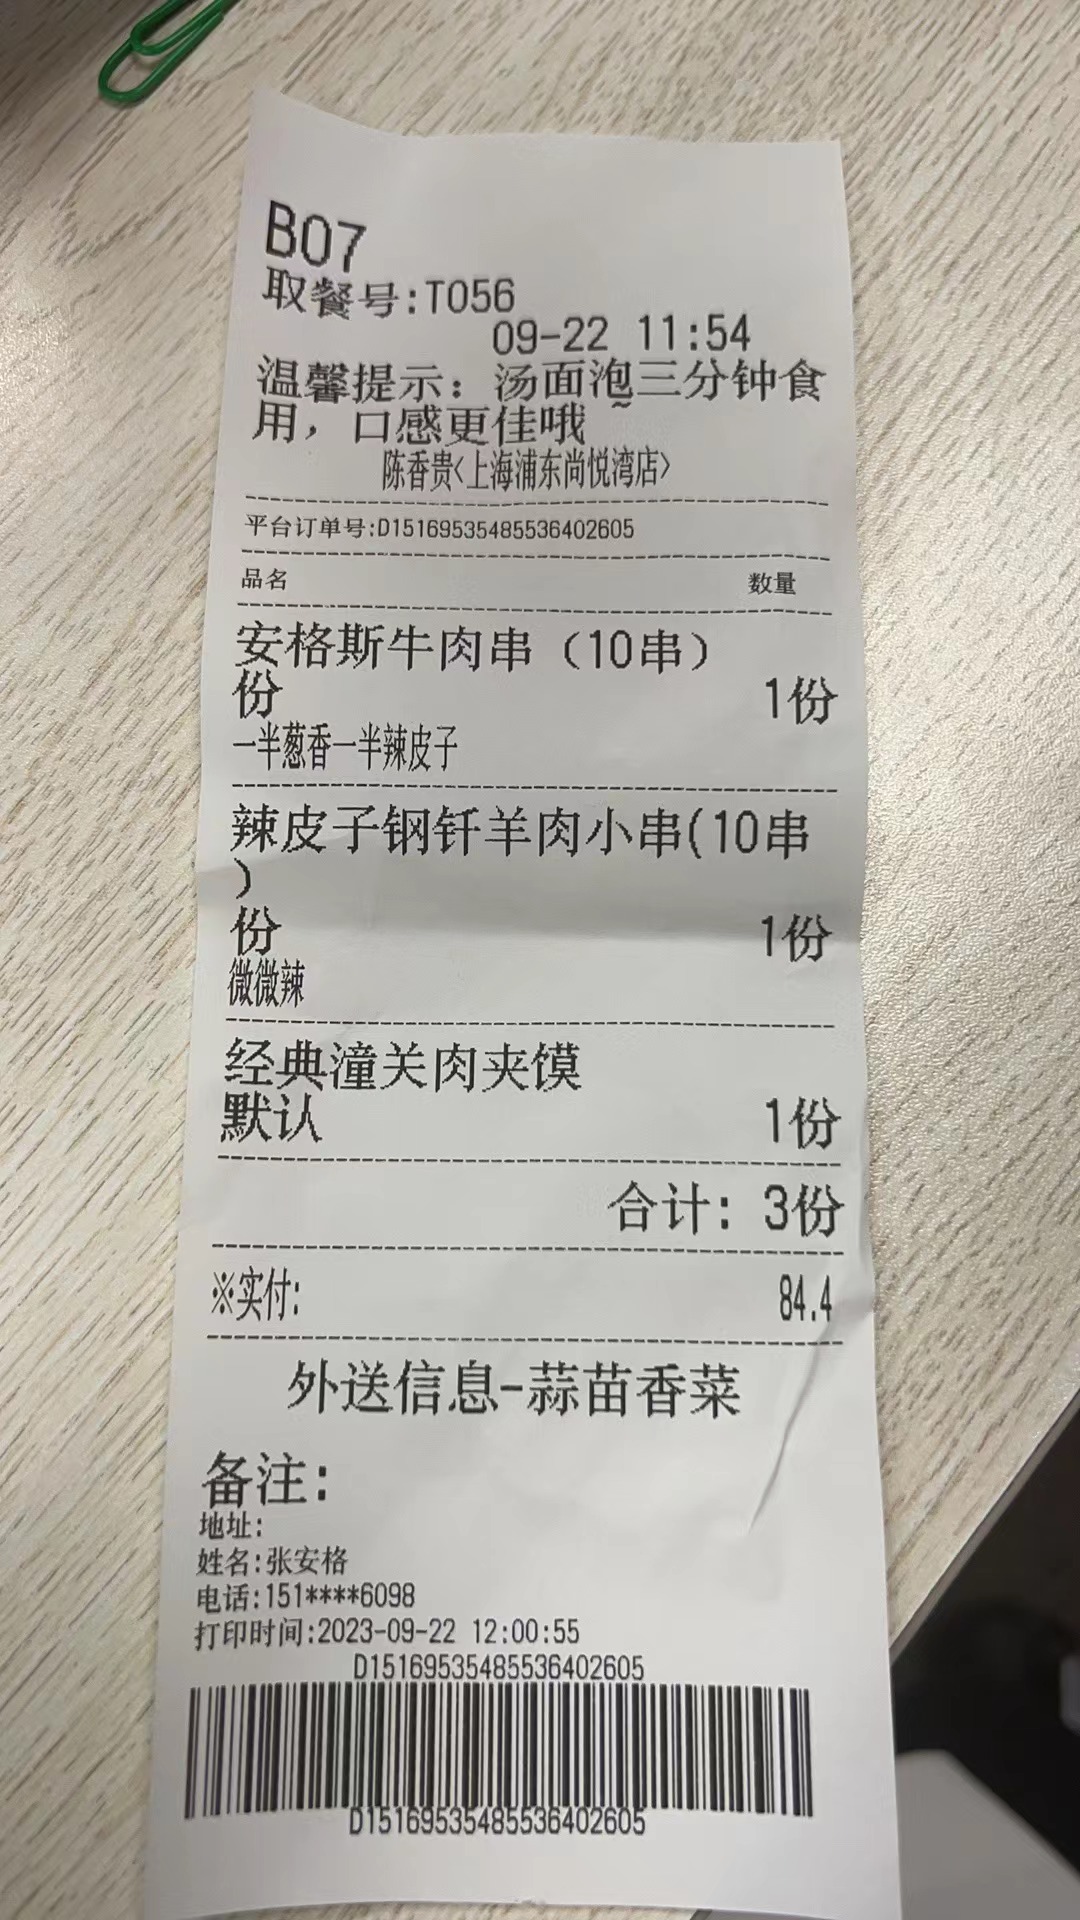 B07
取餐号:T056
09-22 11:54
温馨提示：汤面泡三分钟食
用，口感更佳哦~
陈香贵<上海浦东尚悦湾店>
平台订单号:D15169535485536402605
品名 数量
安格斯牛肉串（10串）
份 1份
一半葱香一半辣皮子
辣皮子钢钎羊肉小串(10串
)
份 1份
微微辣
经典潼关肉夹馍
默认 1份
合计: 3份
※实付: 84.4
外送信息-蒜苗香菜
备注:
地址:
姓名:张安格
电话:151****6098
打印时间:2023-09-22 12:00:55
D15169535485536402605
D15169535485536402605